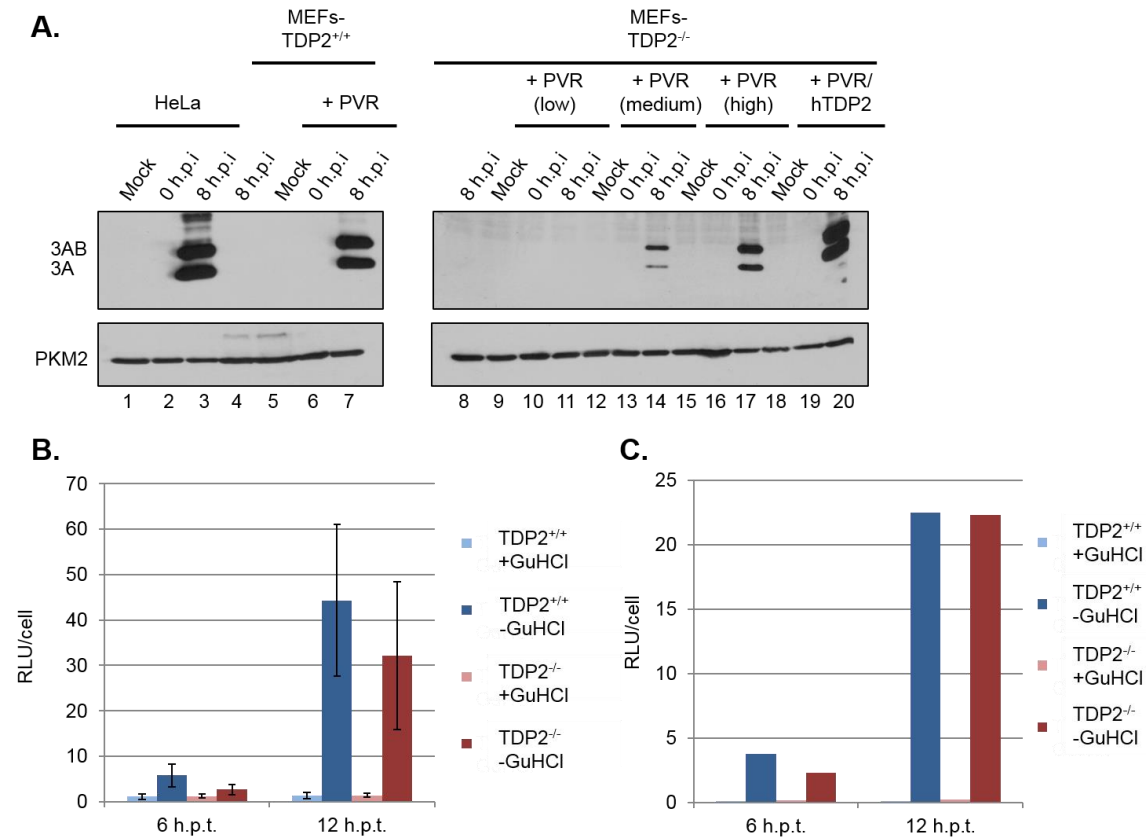 A.
MEFs-
TDP2+/+
MEFs-
TDP2-/-
HeLa
+ PVR
+ PVR
(low)
+ PVR
(medium)
+ PVR
(high)
+ PVR/
hTDP2
Mock 0 h.p.i 8 h.p.i 8 h.p.i Mock 0 h.p.i 8 h.p.i
8 h.p.i Mock 0 h.p.i 8 h.p.i Mock 0 h.p.i 8 h.p.i Mock 0 h.p.i 8 h.p.i Mock 0 h.p.i 8 h.p.i
3AB
3A
PKM2
1 2 3 4 5 6 7 8 9 10 11 12 13 14 15 16 17 18 19 20
B.
70
60
50
40
30
20
10
0
RLU/cell
6 h.p.t. 12 h.p.t.
TDP2+/+
+GuHCl
TDP2+/+
-GuHCl
TDP2-/-
+GuHCl
TDP2-/-
-GuHCl
C.
25
20
15
10
5
0
RLU/cell
6 h.p.t. 12 h.p.t.
TDP2+/+
+GuHCl
TDP2+/+
-GuHCl
TDP2-/-
+GuHCl
TDP2-/-
-GuHCl